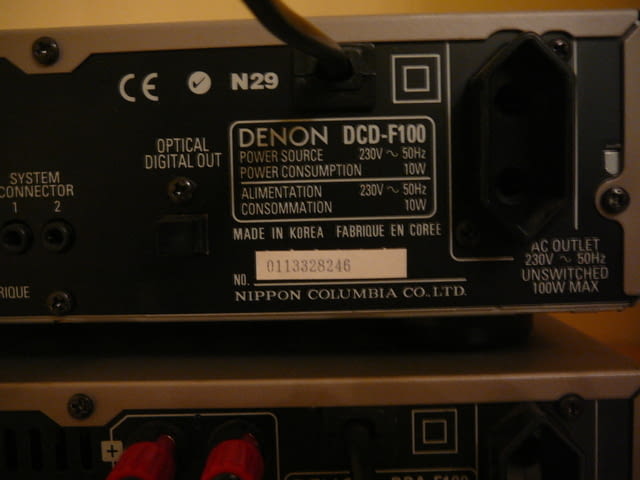 CE N29
OPTICAL
DIGITAL OUT
SYSTEM
CONNECTOR
1 2
DENON DCD-F100
POWER SOURCE 230V ~ 50Hz
POWER CONSUMPTION 10W
ALIMENTATION 230V ~ 50Hz
CONSOMMATION 10W
MADE IN KOREA FABRIQUE EN COREE
NO. 0113328246
NIPPON COLUMBIA CO., LTD.
AC OUTLET
230V ~ 50Hz
UNSWITCHED
100W MAX
+